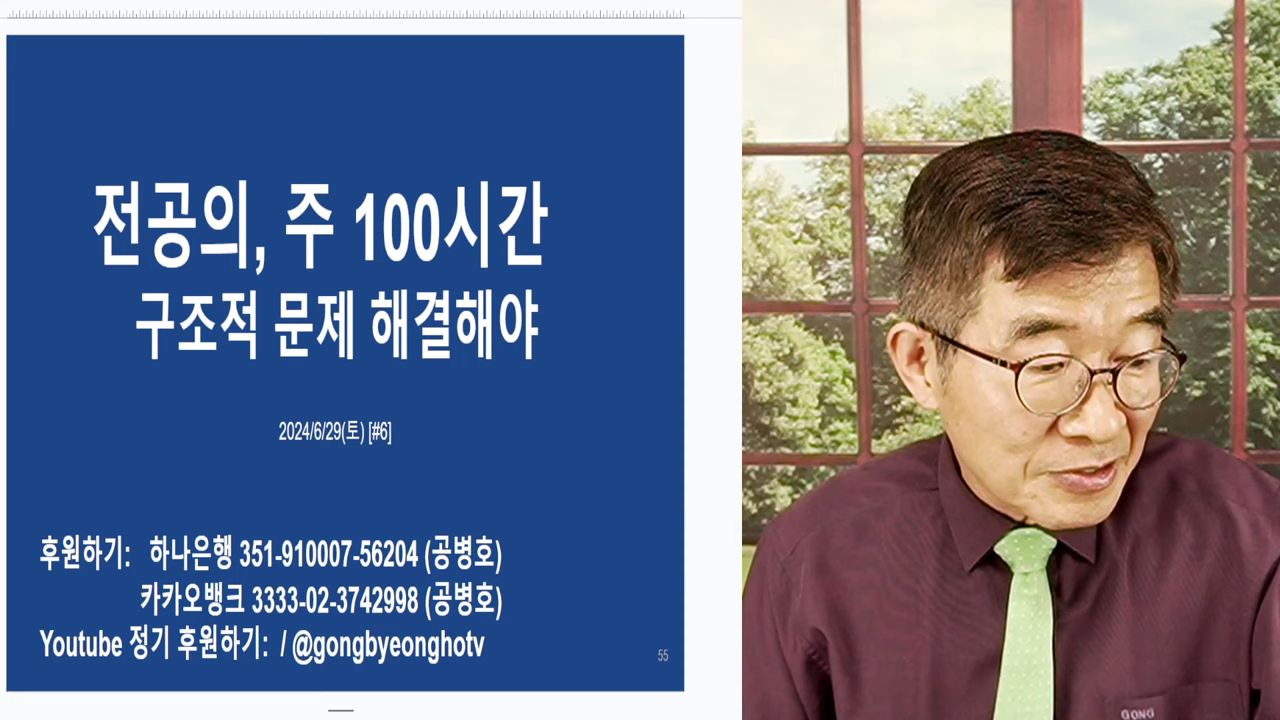 전공의, 주 100시간
구조적 문제 해결해야
2024/6/29(토) [#6]
후원하기: 하나은행 351-910007-56204 (공병호)
카카오뱅크 3333-02-3742998 (공병호)
Youtube 정기 후원하기: / @gongbyeonghotv
55
GONG